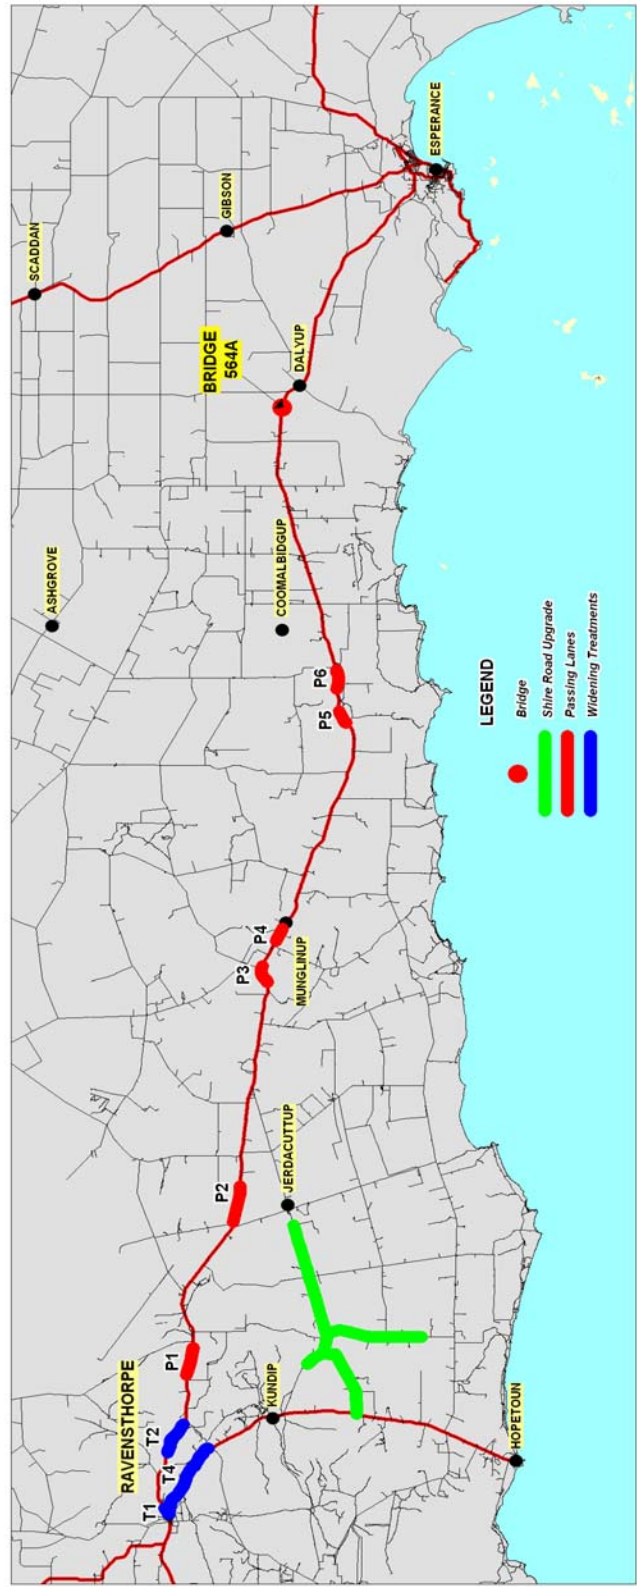 SCADDAN
GIBSON
ESPERANCE
BRIDGE
564A
DALYUP
ASHGROVE
COOMALBIDGUP
P6
P5
P4
P3
MUNGLINUP
P2
JERDACUTTUP
P1
RAVENSTHORPE
T2
T4
T1
KUNDIP
HOPETOUN
LEGEND
Bridge
Shire Road Upgrade
Passing Lanes
Widening Treatments